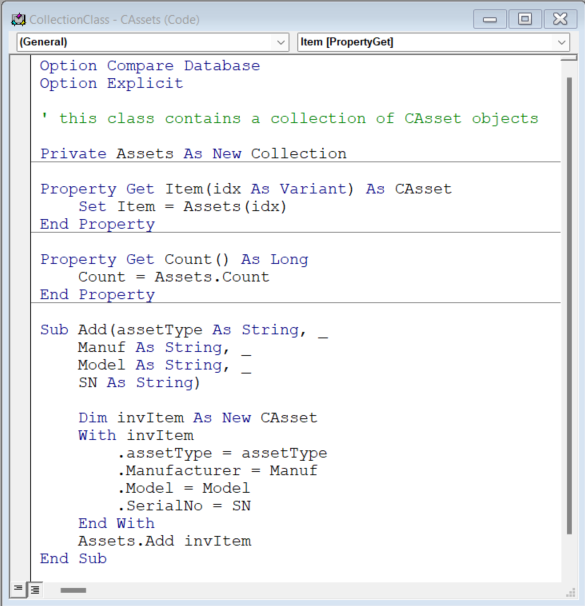 CollectionClass - CAssets (Code)
(General)
Item [PropertyGet]
Option Compare Database
Option Explicit
' this class contains a collection of CAsset objects
Private Assets As New Collection
Property Get Item(idx As Variant) As CAsset
    Set Item = Assets(idx)
End Property
Property Get Count() As Long
    Count = Assets.Count
End Property
Sub Add(assetType As String, _
    Manuf As String, _
    Model As String, _
    SN As String)
    Dim invItem As New CAsset
    With invItem
        .assetType = assetType
        .Manufacturer = Manuf
        .Model = Model
        .SerialNo = SN
    End With
    Assets.Add invItem
End Sub